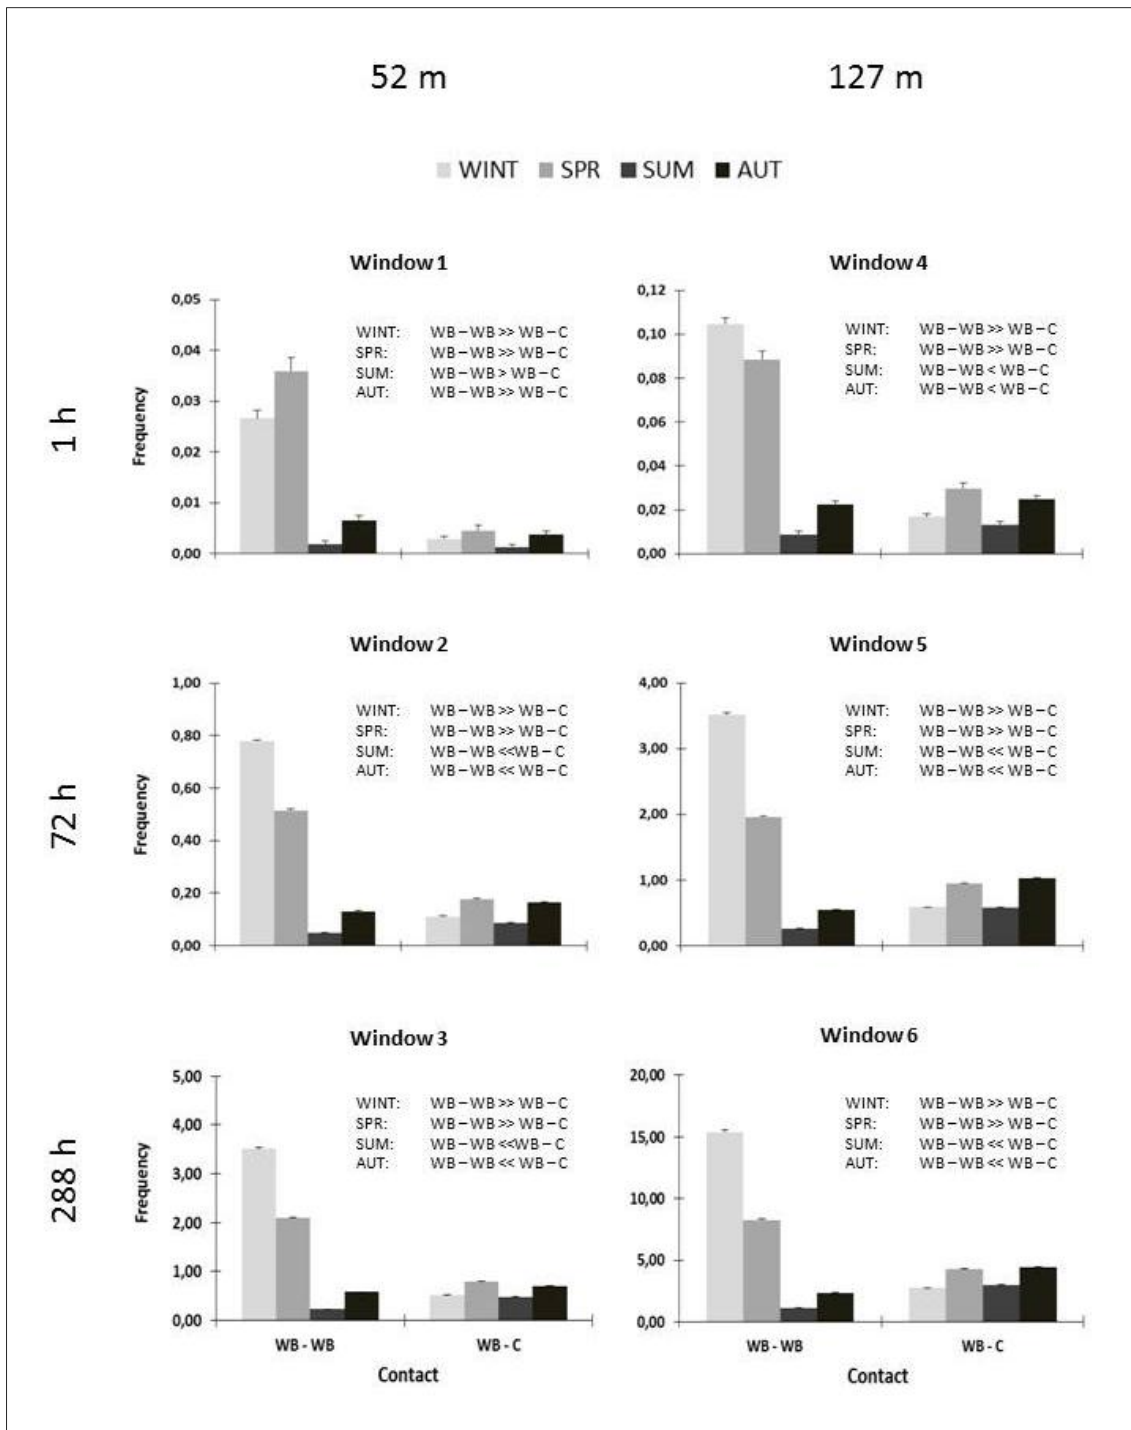 52 m 127 m
WINT SPR SUM AUT
1 h
Window 1
Frequency
0,05
0,04
0,03
0,02
0,01
0,00
WINT: WB – WB >> WB – C
SPR: WB – WB >> WB – C
SUM: WB – WB > WB – C
AUT: WB – WB >> WB – C
Window 4
0,12
0,10
0,08
0,06
0,04
0,02
0,00
WINT: WB – WB >> WB – C
SPR: WB – WB >> WB – C
SUM: WB – WB < WB – C
AUT: WB – WB < WB – C
72 h
Window 2
Frequency
1,00
0,80
0,60
0,40
0,20
0,00
WINT: WB – WB >> WB – C
SPR: WB – WB >> WB – C
SUM: WB – WB <<WB – C
AUT: WB – WB << WB – C
Window 5
4,00
3,00
2,00
1,00
0,00
WINT: WB – WB >> WB – C
SPR: WB – WB >> WB – C
SUM: WB – WB << WB – C
AUT: WB – WB << WB – C
288 h
Window 3
Frequency
5,00
4,00
3,00
2,00
1,00
0,00
WINT: WB – WB >> WB – C
SPR: WB – WB >> WB – C
SUM: WB – WB <<WB – C
AUT: WB – WB << WB – C
WB - WB WB - C
Contact
Window 6
20,00
15,00
10,00
5,00
0,00
WINT: WB – WB >> WB – C
SPR: WB – WB >> WB – C
SUM: WB – WB << WB – C
AUT: WB – WB << WB – C
WB - WB WB - C
Contact